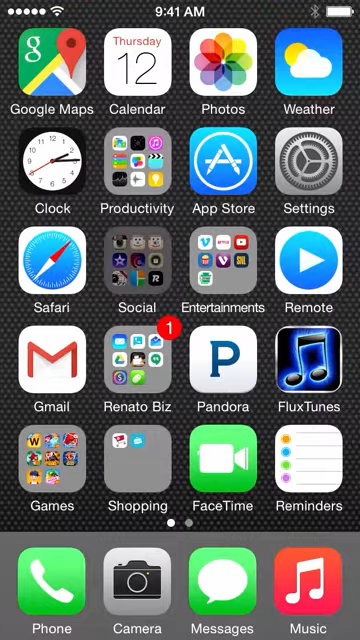 9:41 AM
Thursday
12
Google Maps
Calendar
Photos
Weather
Clock
Productivity
App Store
Settings
Safari
Social
Entertainments
Remote
1
Gmail
Renato Biz
Pandora
FluxTunes
Games
Shopping
FaceTime
Reminders
Phone
Camera
Messages
Music